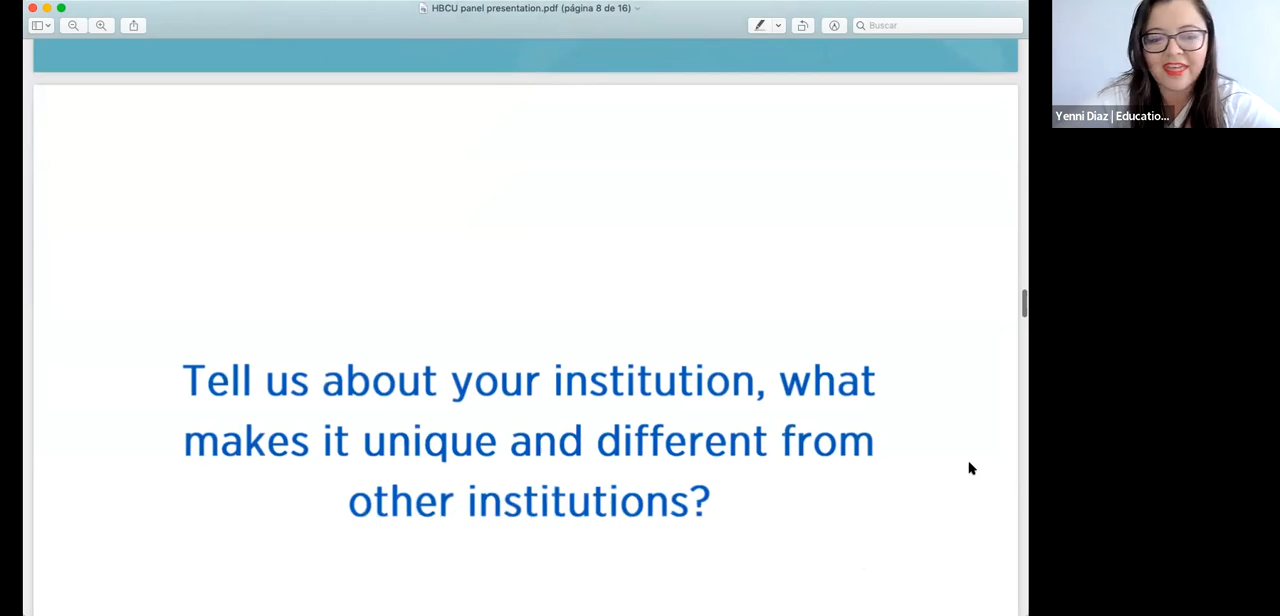 HBCU panel presentation.pdf (página 8 de 16)
Buscar
Yenni Diaz | Educatio...
Tell us about your institution, what
makes it unique and different from
other institutions?